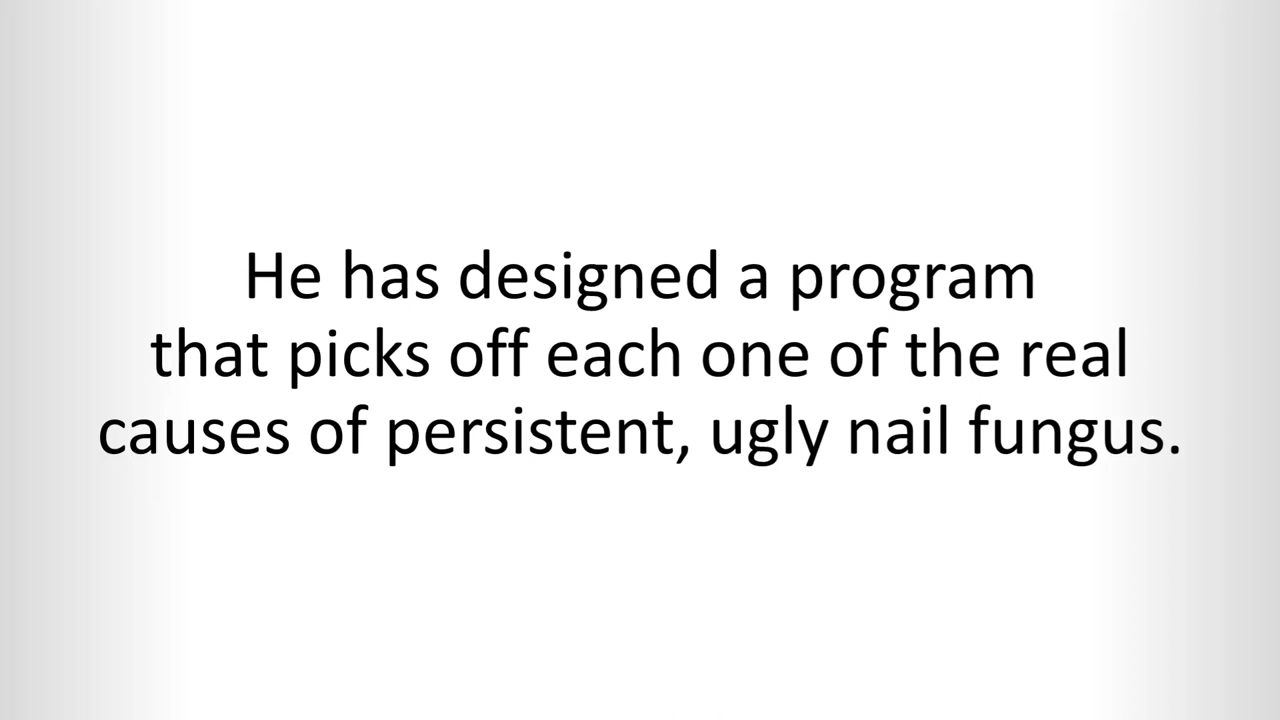 He has designed a program
that picks off each one of the real
causes of persistent, ugly nail fungus.